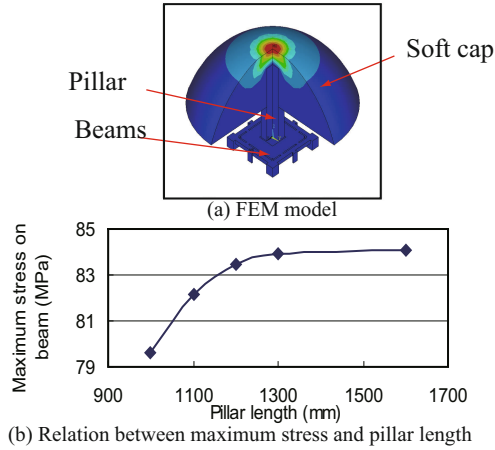 Soft cap
Pillar
Beams
(a) FEM model
Maximum stress on
beam (MPa)
85
83
81
79
900
1100
1300
1500
1700
Pillar length (mm)
(b) Relation between maximum stress and pillar length